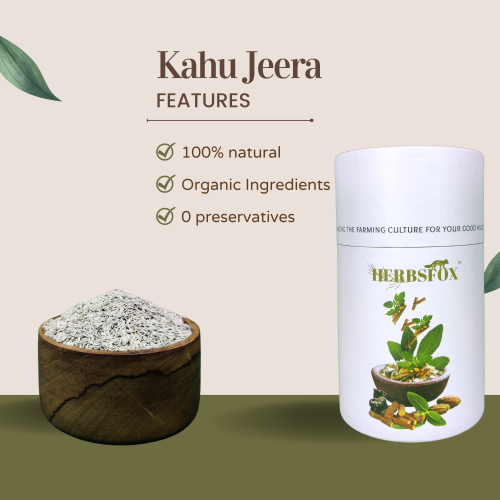 Kahu Jeera
FEATURES
100% natural
Organic Ingredients
0 preservatives
THE FARMING CULTURE FOR YOUR GOOD
HERBSFOX